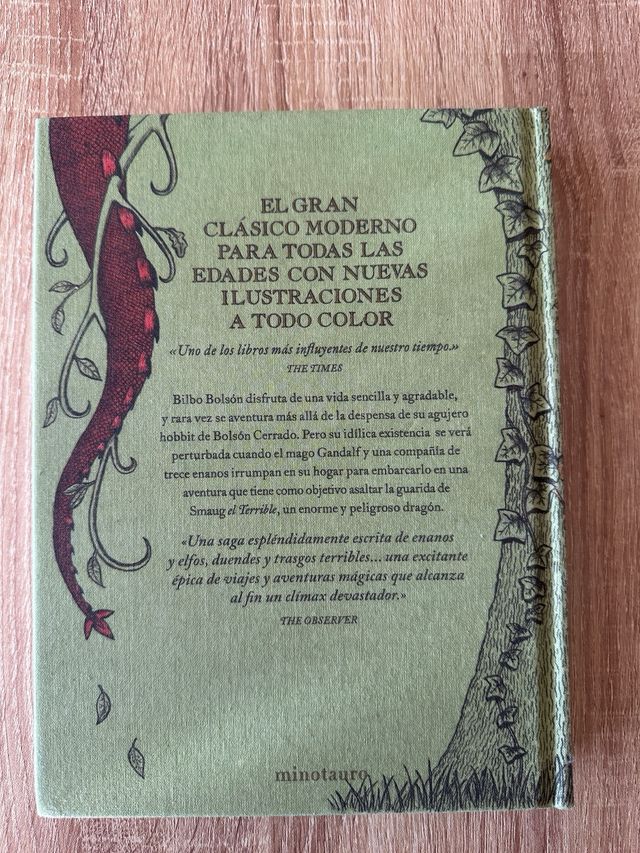 EL GRAN
CLÁSICO MODERNO
PARA TODAS LAS
EDADES CON NUEVAS
ILUSTRACIONES
A TODO COLOR
«Uno de los libros más influyentes de nuestro tiempo.»
THE TIMES
Bilbo Bolsón disfruta de una vida sencilla y agradable,
y rara vez se aventura más allá de la despensa de su agujero
hobbit de Bolsón Cerrado. Pero su idílica existencia se verá
perturbada cuando el mago Gandalf y una compañía de
trece enanos irrumpan en su hogar para embarcarlo en una
aventura que tiene como objetivo asaltar la guarida de
Smaug el Terrible, un enorme y peligroso dragón.
«Una saga espléndidamente escrita de enanos
y elfos, duendes y trasgos terribles... una excitante
épica de viajes y aventuras mágicas que alcanza
al fin un clímax devastador.»
THE OBSERVER
minotauro